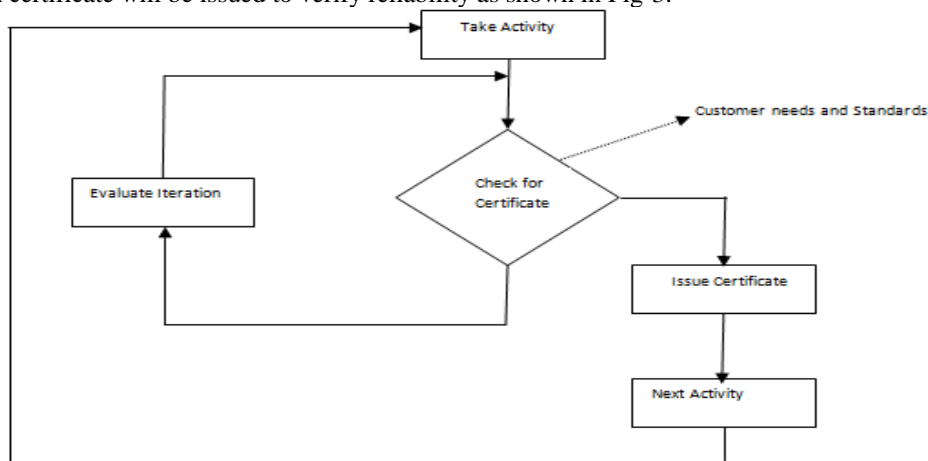 certificate will be issued to verify reliability as shown in Fig-3.
Take Activity
Customer needs and Standards
Check for
Certificate
Evaluate Iteration
Issue Certificate
Next Activity